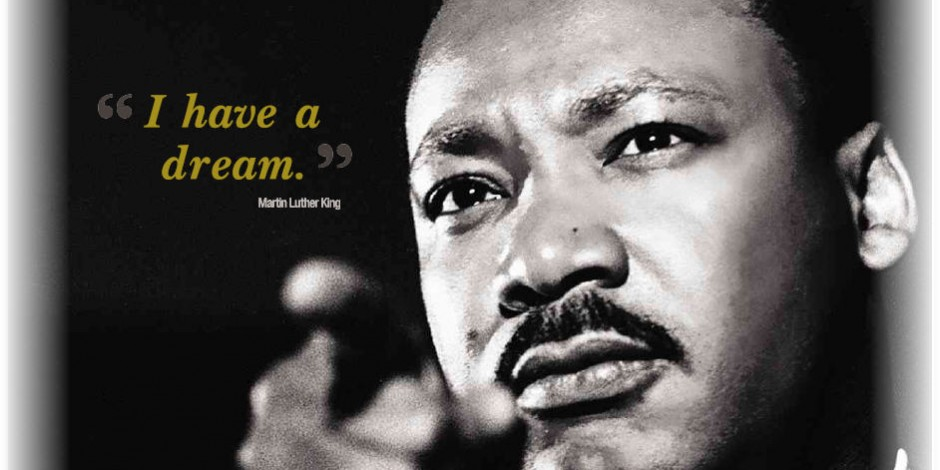 “ I have a
dream. ”
Martin Luther King